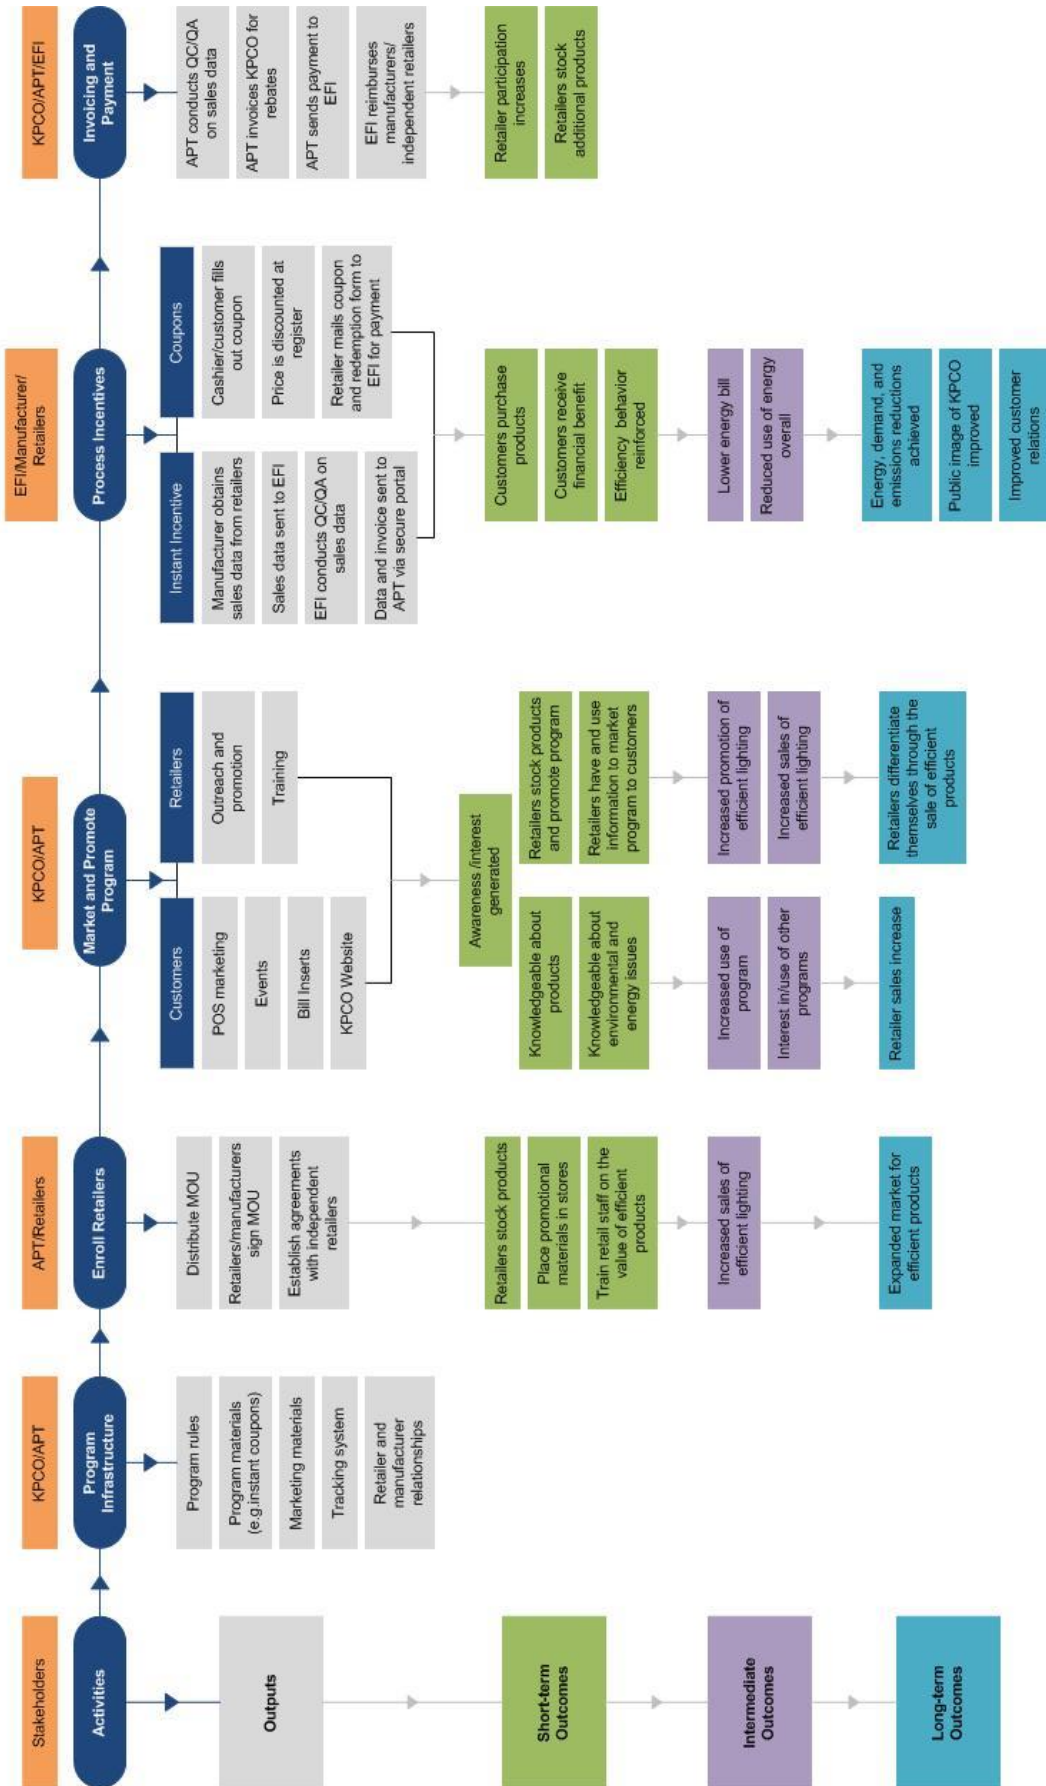 Stakeholders
Activities
Outputs
Short-term
Outcomes
Intermediate
Outcomes
Long-term
Outcomes
KPCO/APT
Program
Infrastructure
Program rules
Program materials
(e.g.instant coupons)
Marketing materials
Tracking system
Retailer and
manufacturer
relationships
APT/Retailers
Enroll Retailers
Distribute MOU
Retailers/manufacturers
sign MOU
Establish agreements
with independent
retailers
Retailers stock products
Place promotional
materials in stores
Train retail staff on the
value of efficient
products
Increased sales of
efficient lighting
Expanded market for
efficient products
KPCO/APT
Market and Promote
Program
Customers
POS marketing
Events
Bill Inserts
KPCO Website
Retailers
Outreach and
promotion
Training
Awareness /interest
generated
Knowledgeable about
products
Knowledgeable about
environmental and
energy issues
Increased use of
program
Interest in/use of other
programs
Retailer sales increase
Retailers stock products
and promote program
Retailers have and use
information to market
program to customers
Increased promotion of
efficient lighting
Increased sales of
efficient lighting
Retailers differentiate
themselves through the
sale of efficient
products
EFI/Manufacturer/
Retailers
Process Incentives
Instant Incentive
Manufacturer obtains
sales data from retailers
Sales data sent to EFI
EFI conducts QC/QA on
sales data
Data and invoice sent to
APT via secure portal
Coupons
Cashier/customer fills
out coupon
Price is discounted at
register
Retailer mails coupon
and redemption form to
EFI for payment
Customers purchase
products
Customers receive
financial benefit
Efficiency behavior
reinforced
Lower energy bill
Reduced use of energy
overall
Energy, demand, and
emissions reductions
achieved
Public image of KPCO
improved
Improved customer
relations
KPCO/APT/EFI
Invoicing and
Payment
APT conducts QC/QA
on sales data
APT invoices KPCO for
rebates
APT sends payment to
EFI
EFI reimburses
manufacturers/
independent retailers
Retailer participation
increases
Retailers stock
additional products